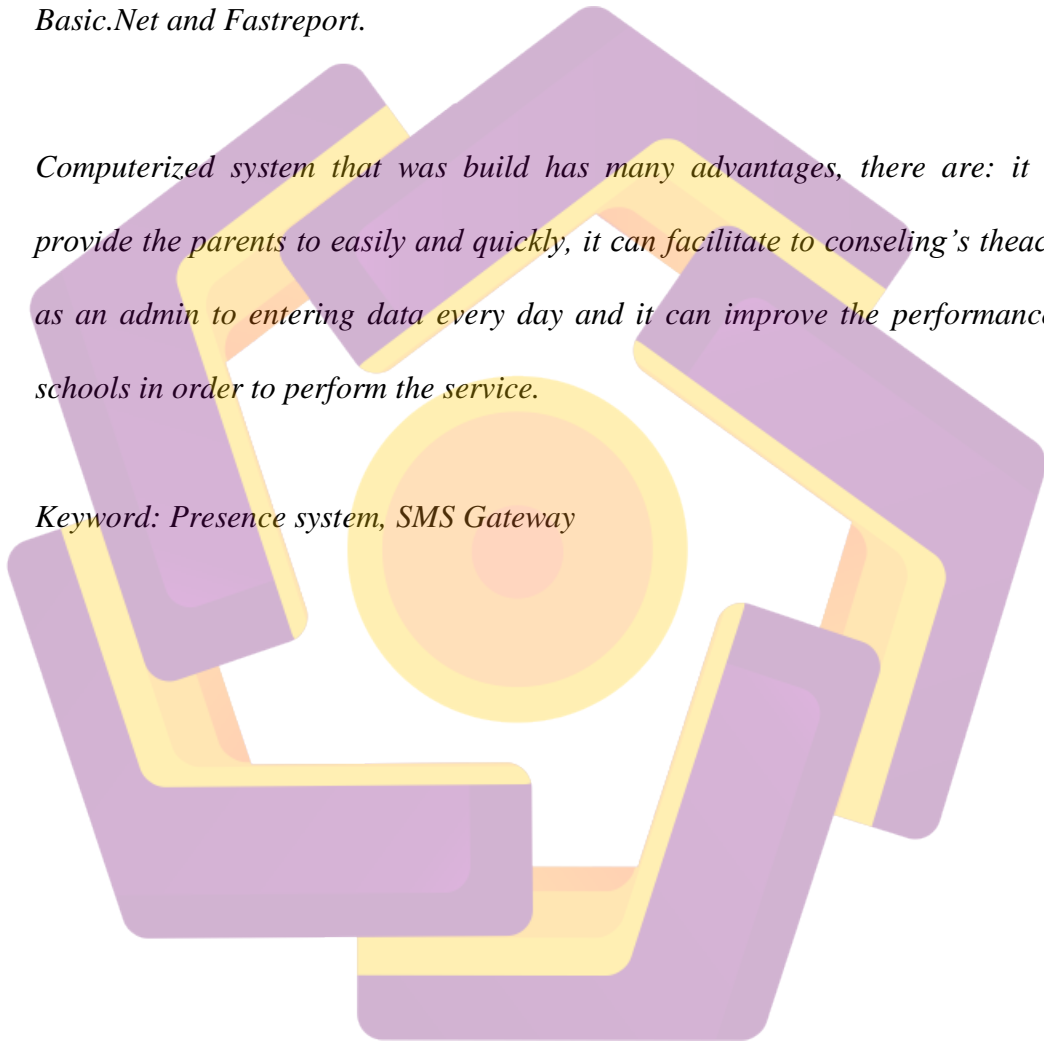 Basic.Net and Fastreport.
Computerized system that was build has many advantages, there are: it
provide the parents to easily and quickly, it can facilitate to conseling’s theac
as an admin to entering data every day and it can improve the performance
schools in order to perform the service.
Keyword: Presence system, SMS Gateway